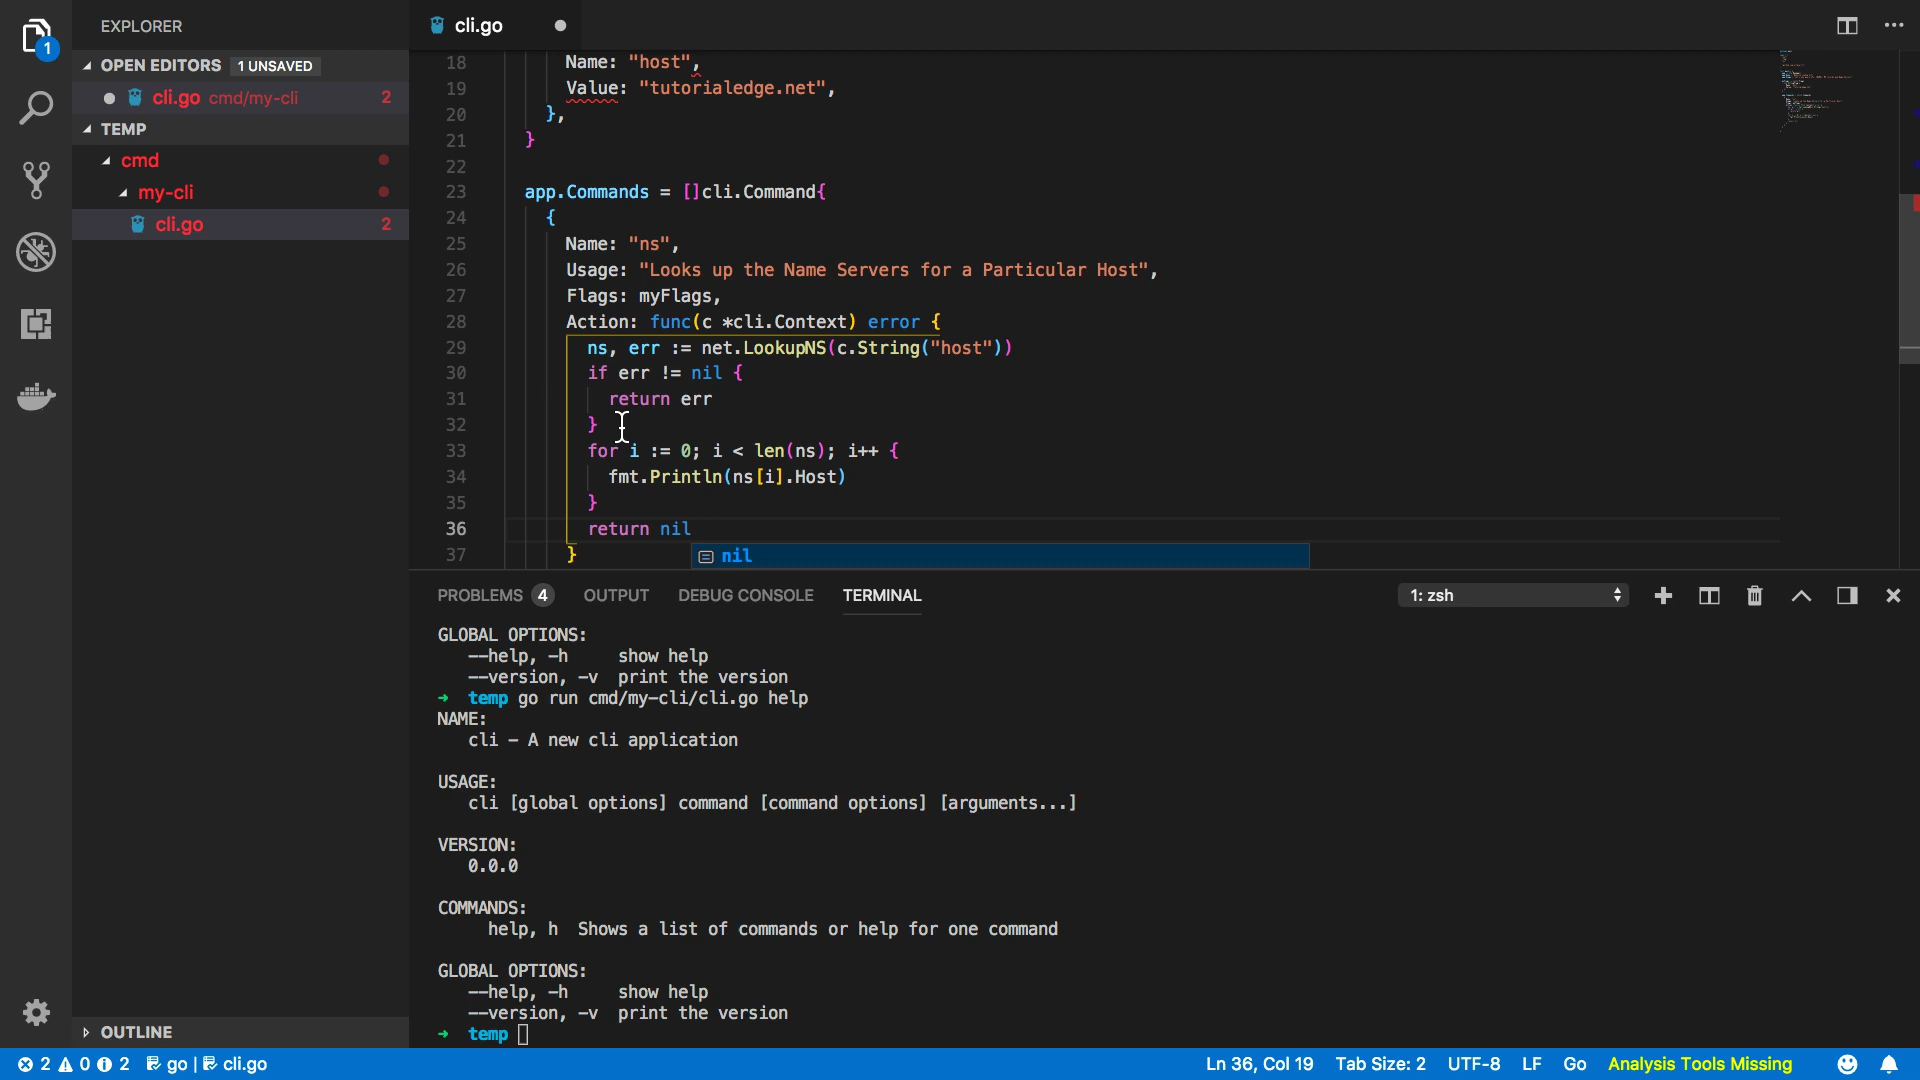 1
EXPLORER
OPEN EDITORS 1 UNSAVED
cli.go cmd/my-cli 2
TEMP
cmd
my-cli
cli.go 2
OUTLINE
cli.go
18 Name: "host",
19 Value: "tutorialedge.net",
20 },
21 }
22
23 app.Commands = []cli.Command{
24 {
25 Name: "ns",
26 Usage: "Looks up the Name Servers for a Particular Host",
27 Flags: myFlags,
28 Action: func(c *cli.Context) error {
29 ns, err := net.LookupNS(c.String("host"))
30 if err != nil {
31 return err
32 }
33 for i := 0; i < len(ns); i++ {
34 fmt.Println(ns[i].Host)
35 }
36 return nil
37 }
nil
PROBLEMS 4 OUTPUT DEBUG CONSOLE TERMINAL 1: zsh
GLOBAL OPTIONS:
--help, -h show help
--version, -v print the version
➜ temp go run cmd/my-cli/cli.go help
NAME:
cli - A new cli application
USAGE:
cli [global options] command [command options] [arguments...]
VERSION:
0.0.0
COMMANDS:
help, h Shows a list of commands or help for one command
GLOBAL OPTIONS:
--help, -h show help
--version, -v print the version
➜ temp
2 0 2 go | cli.go Ln 36, Col 19 Tab Size: 2 UTF-8 LF Go Analysis Tools Missing